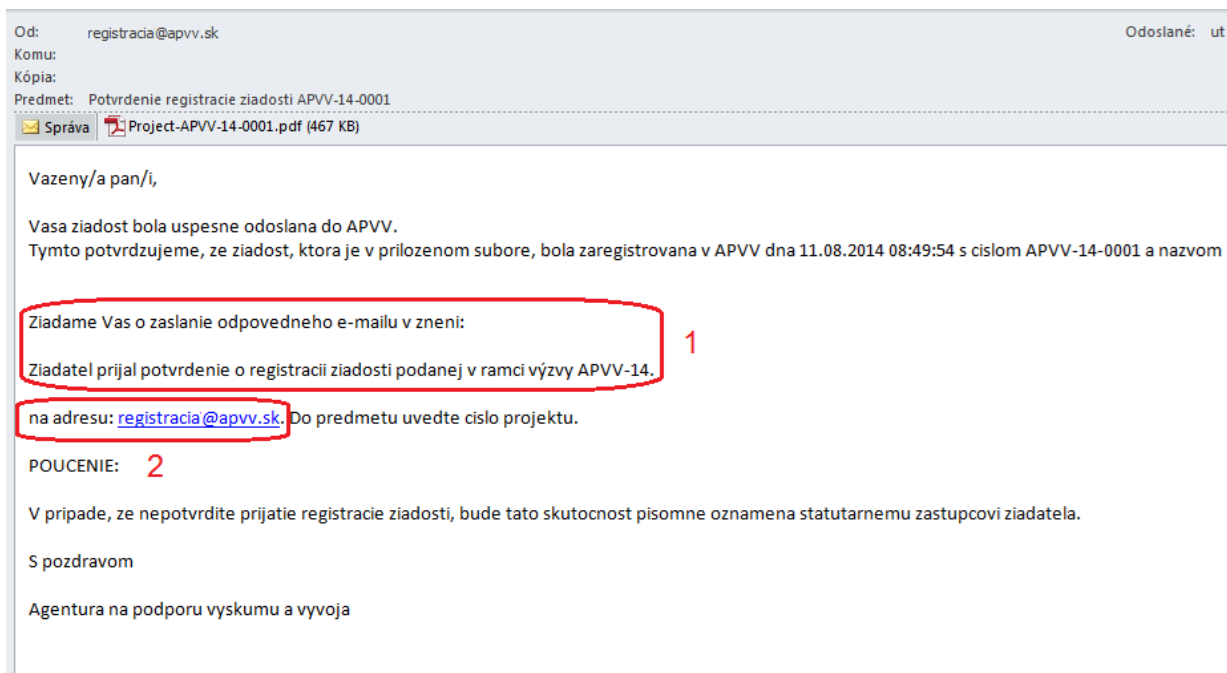 Od: registracia@apvv.sk Odoslané: ut
Komu:
Kópia:
Predmet: Potvrdenie registracie ziadosti APVV-14-0001
Správa Project-APVV-14-0001.pdf (467 KB)
Vazeny/a pan/i,
Vasa ziadost bola uspesne odoslana do APVV.
Tymto potvrdzujeme, ze ziadost, ktora je v prilozenom subore, bola zaregistrovana v APVV dna 11.08.2014 08:49:54 s cislom APVV-14-0001 a nazvom
Ziadame Vas o zaslanie odpovedneho e-mailu v zneni:
1
Ziadatel prijal potvrdenie o registracii ziadosti podanej v ramci výzvy APVV-14.
na adresu: registracia@apvv.sk. Do predmetu uvedte cislo projektu.
POUCENIE: 2
V pripade, ze nepotvrdite prijatie registracie ziadosti, bude tato skutocnost pisomne oznamena statutarnemu zastupcovi ziadatela.
S pozdravom
Agentura na podporu vyskumu a vyvoja